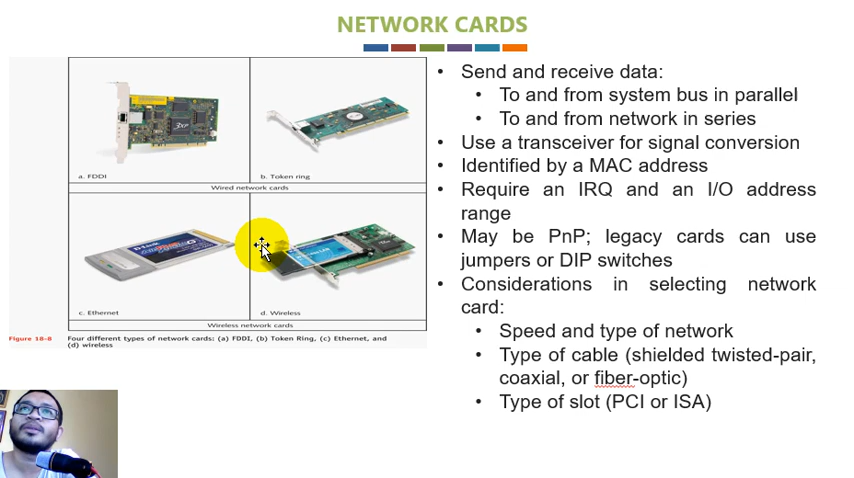 NETWORK CARDS
a. FDDI
b. Token ring
Wired network cards
D-Link
c. Ethernet
d. Wireless
Wireless network cards
Figure 18-8 Four different types of network cards: (a) FDDI, (b) Token Ring, (c) Ethernet, and
(d) wireless
• Send and receive data:
• To and from system bus in parallel
• To and from network in series
• Use a transceiver for signal conversion
• Identified by a MAC address
• Require an IRQ and an I/O address
range
• May be PnP; legacy cards can use
jumpers or DIP switches
• Considerations in selecting network
card:
• Speed and type of network
• Type of cable (shielded twisted-pair,
coaxial, or fiber-optic)
• Type of slot (PCI or ISA)